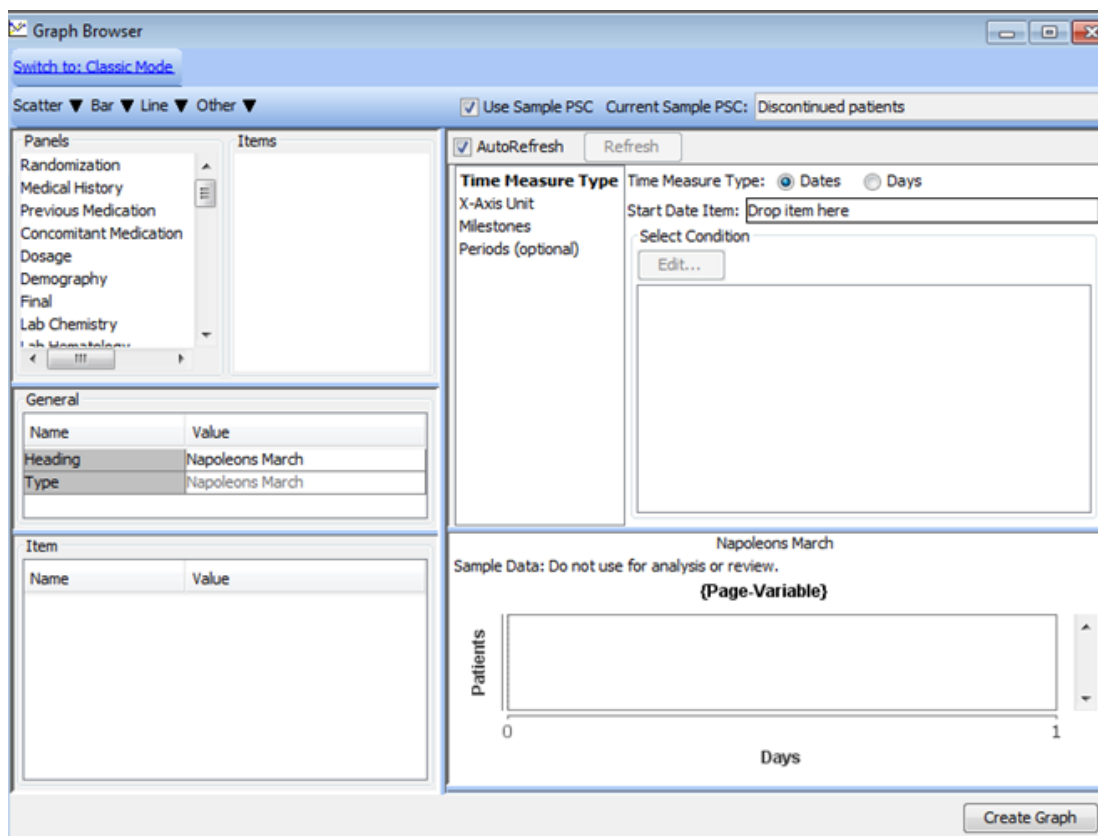 Graph Browser
Switch to: Classic Mode
Scatter ▼ Bar ▼ Line ▼ Other ▼
Use Sample PSC Current Sample PSC: Discontinued patients
Panels
Randomization
Medical History
Previous Medication
Concomitant Medication
Dosage
Demography
Final
Lab Chemistry
Lab Hematology
Items
General
Name Value
Heading Napoleons March
Type Napoleons March
Item
Name Value
AutoRefresh Refresh
Time Measure Type
X-Axis Unit
Milestones
Periods (optional)
Time Measure Type: Dates Days
Start Date Item: Drop item here
Select Condition
Edit...
Napoleons March
Sample Data: Do not use for analysis or review.
{Page-Variable}
Patients
0 1
Days
Create Graph